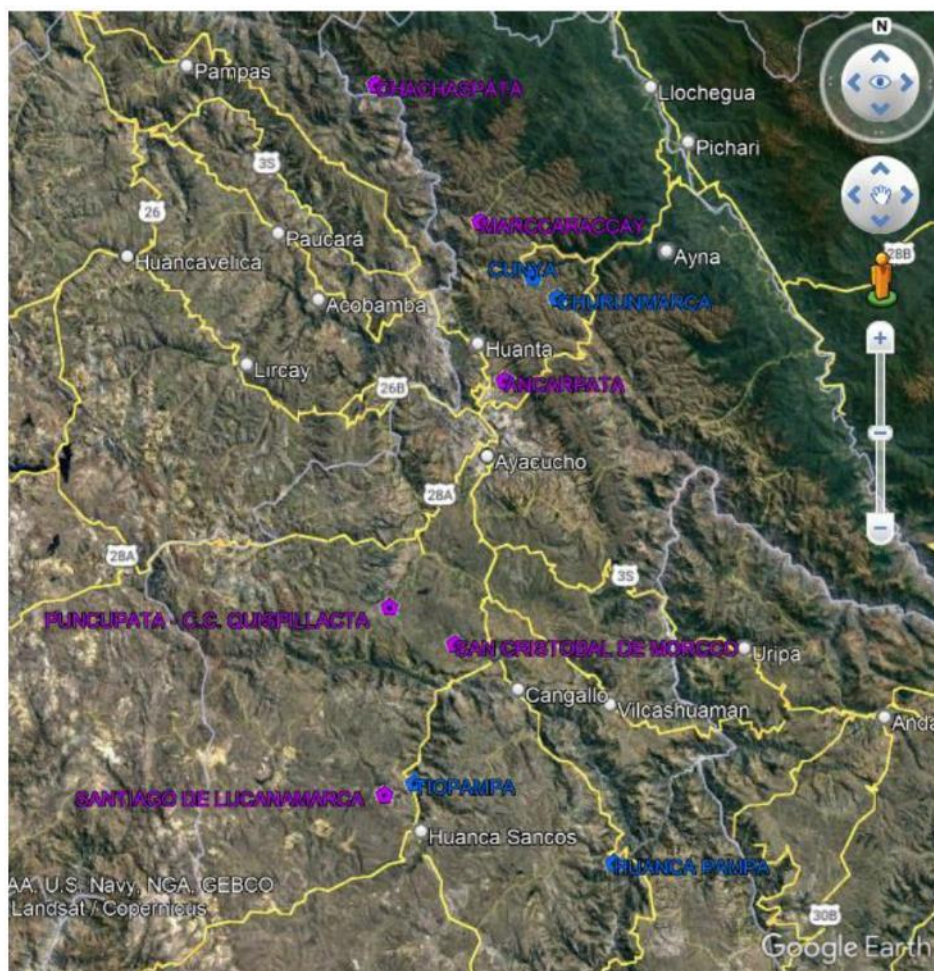 N
Pampas
CHACHASPATA
Llochegua
Pichari
3S
26
Paucará
MARCCARACCAY
Ayna
28B
Huancavelica
CUNYA
CHURUNMARCA
Acobamba
Huanta
Lircay
26B
ANCARPATA
Ayacucho
28A
28A
3S
PUNCUPATA - C.C. QUISPILLACTA
SAN CRISTOBAL DE MORCCO
Uripa
Cangallo
Vilcashuaman
Anda
SANTIAGO DE LUCANAMARCA
TIOPAMPA
Huanca Sancos
HUANCA PAMPA
AA, U.S. Navy, NGA, GEBCO
Landsat / Copernicus
30B
Google Earth